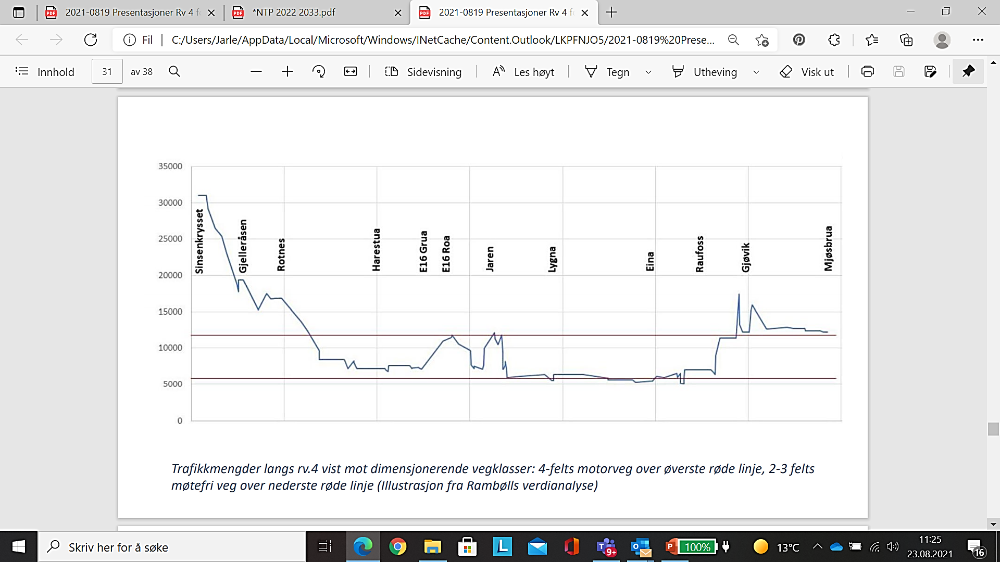 2021-0819 Presentasjoner Rv 4 f
*NTP 2022 2033.pdf
2021-0819 Presentasjoner Rv 4 f
Fil
C:/Users/Jarle/AppData/Local/Microsoft/Windows/INetCache/Content.Outlook/LKPFNJO5/2021-0819%20Prese...
Innhold
31
av 38
Sidevisning
Les høyt
Tegn
Utheving
Visk ut
35000
30000
25000
20000
15000
10000
5000
0
Sinsenkrysset
Gjelleråsen
Rotnes
Harestua
E16 Grua
E16 Roa
Jaren
Lygna
Eina
Raufoss
Gjøvik
Mjøsbrua
Trafikkmengder langs rv.4 vist mot dimensjonerende vegklasser: 4-felts motorveg over øverste røde linje, 2-3 felts
møtefri veg over nederste røde linje (Illustrasjon fra Rambølls verdianalyse)
Skriv her for å søke
9+
100%
13°C
11:25
23.08.2021
16